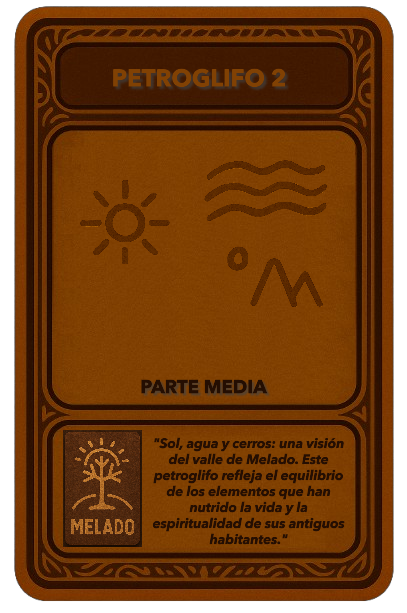 PETROGLIFO 2
PARTE MEDIA
"Sol, agua y cerros: una visión
del valle de Melado. Este
petroglifo refleja el equilibrio
de los elementos que han
nutrido la vida y la
espiritualidad de sus antiguos
habitantes."
MELADO